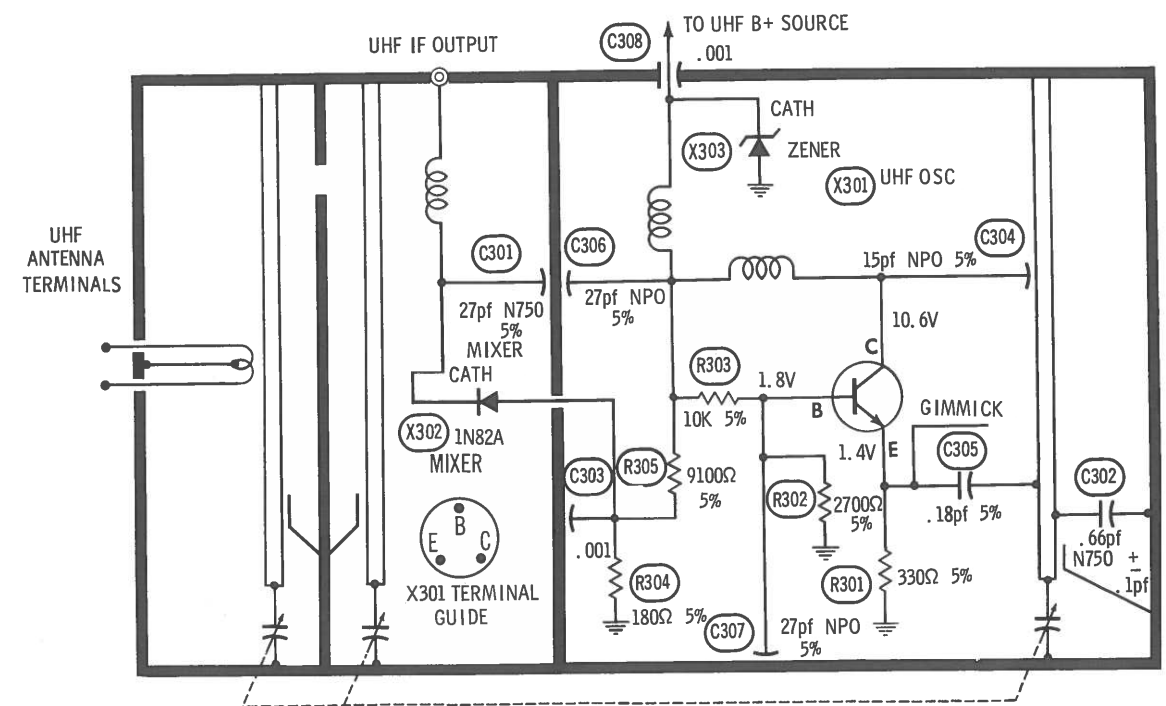 TO UHF B+ SOURCE
C308
.001
UHF IF OUTPUT
CATH
X303
ZENER
X301
UHF OSC
UHF
ANTENNA
TERMINALS
C301
C306
C304
15pf NPO 5%
27pf N750
5%
27pf NPO
5%
10.6V
MIXER
CATH
C
R303
1.8V
10K 5%
B
GIMMICK
X302
1N82A
MIXER
1.4V
E
C305
C303
R305
9100Ω
5%
R302
2700Ω
5%
.18pf 5%
C302
.66pf
N750 ±
.1pf
B
E
C
X301 TERMINAL
GUIDE
.001
R304
180Ω 5%
R301
330Ω 5%
C307
27pf NPO
5%